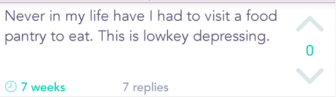 Never in my life have I had to visit a food
pantry to eat. This is lowkey depressing.
0
7 weeks 7 replies